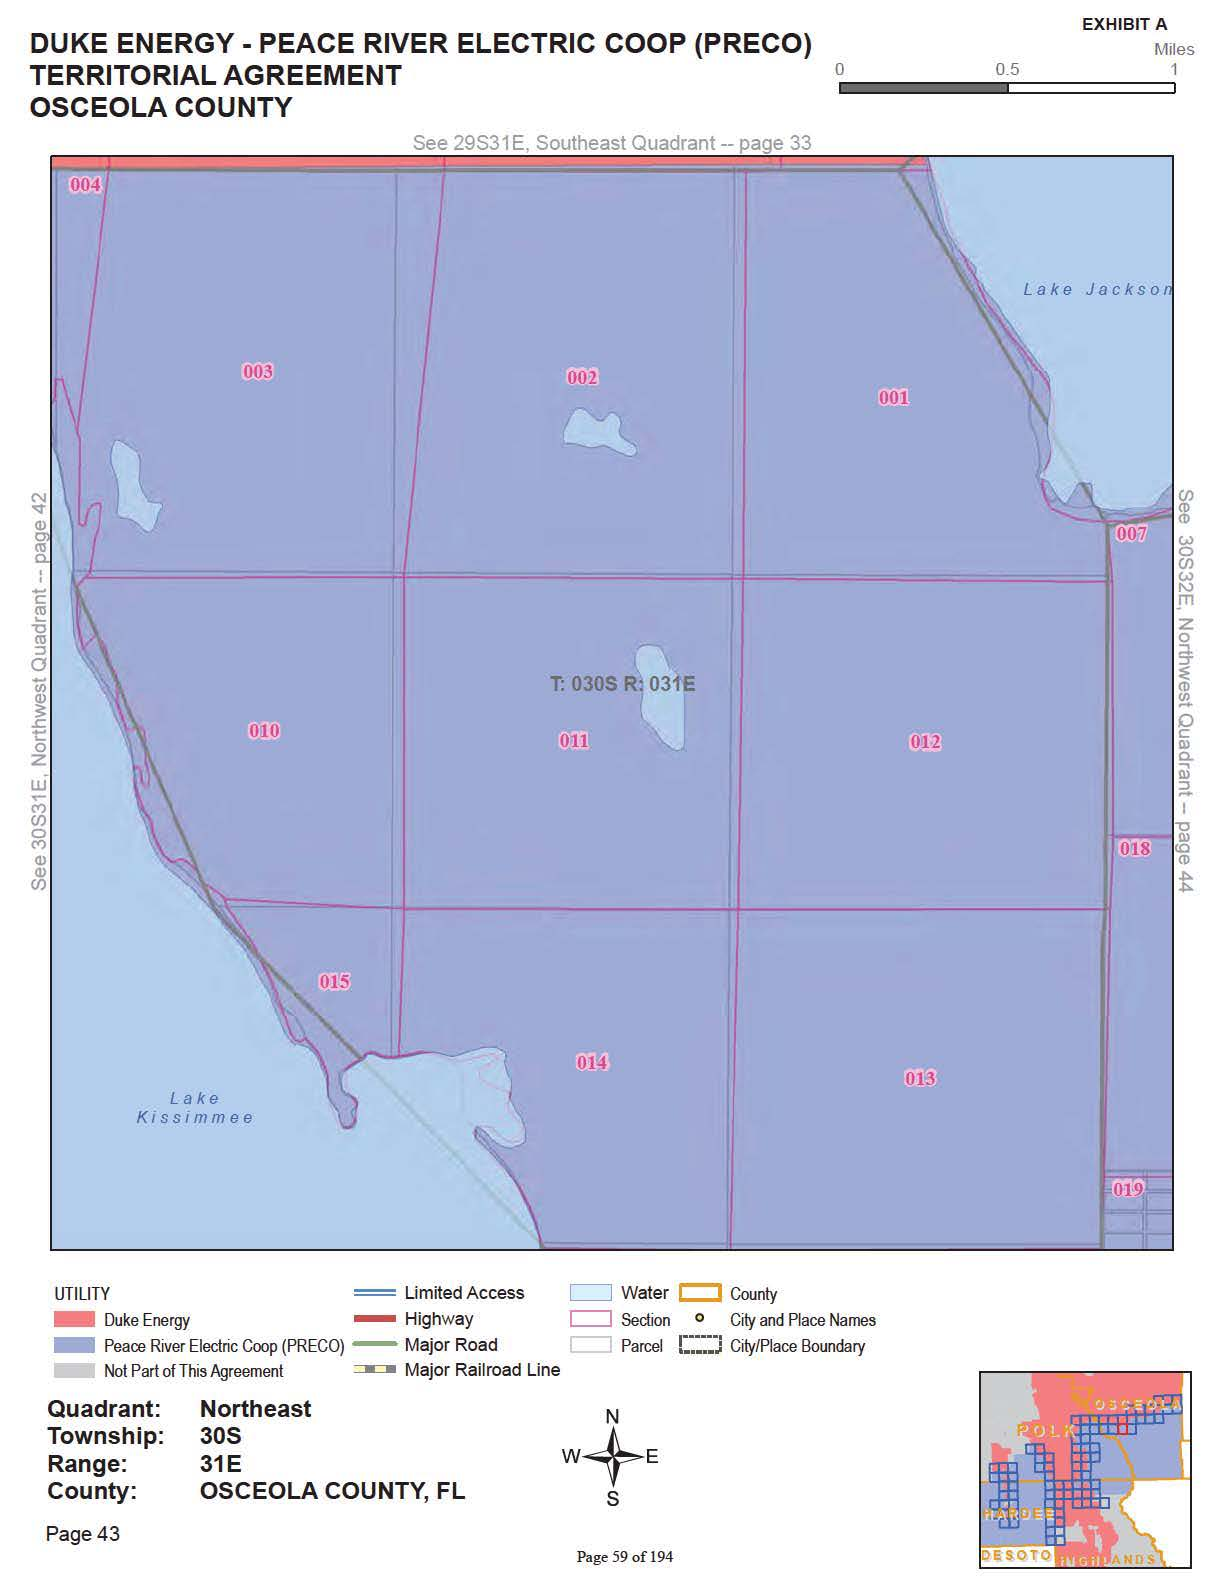 EXHIBIT A
DUKE ENERGY - PEACE RIVER ELECTRIC COOP (PRECO)
TERRITORIAL AGREEMENT
OSCEOLA COUNTY
Miles
0 0.5 1
See 29S31E, Southeast Quadrant -- page 33
004
Lake Jackson
003
002
001
See 30S31E, Northwest Quadrant -- page 42
See 30S32E, Northwest Quadrant -- page 44
007
T: 030S R: 031E
010
011
012
018
015
014
013
Lake
Kissimmee
019
UTILITY
Duke Energy
Peace River Electric Coop (PRECO)
Not Part of This Agreement
Limited Access
Highway
Major Road
Major Railroad Line
Water
Section
Parcel
County
City and Place Names
City/Place Boundary
Quadrant: Northeast
Township: 30S
Range: 31E
County: OSCEOLA COUNTY, FL
Page 43
N
W E
S
OSCEOLA
POLK
HARDEE
DESOTO
HIGHLANDS
Page 59 of 194